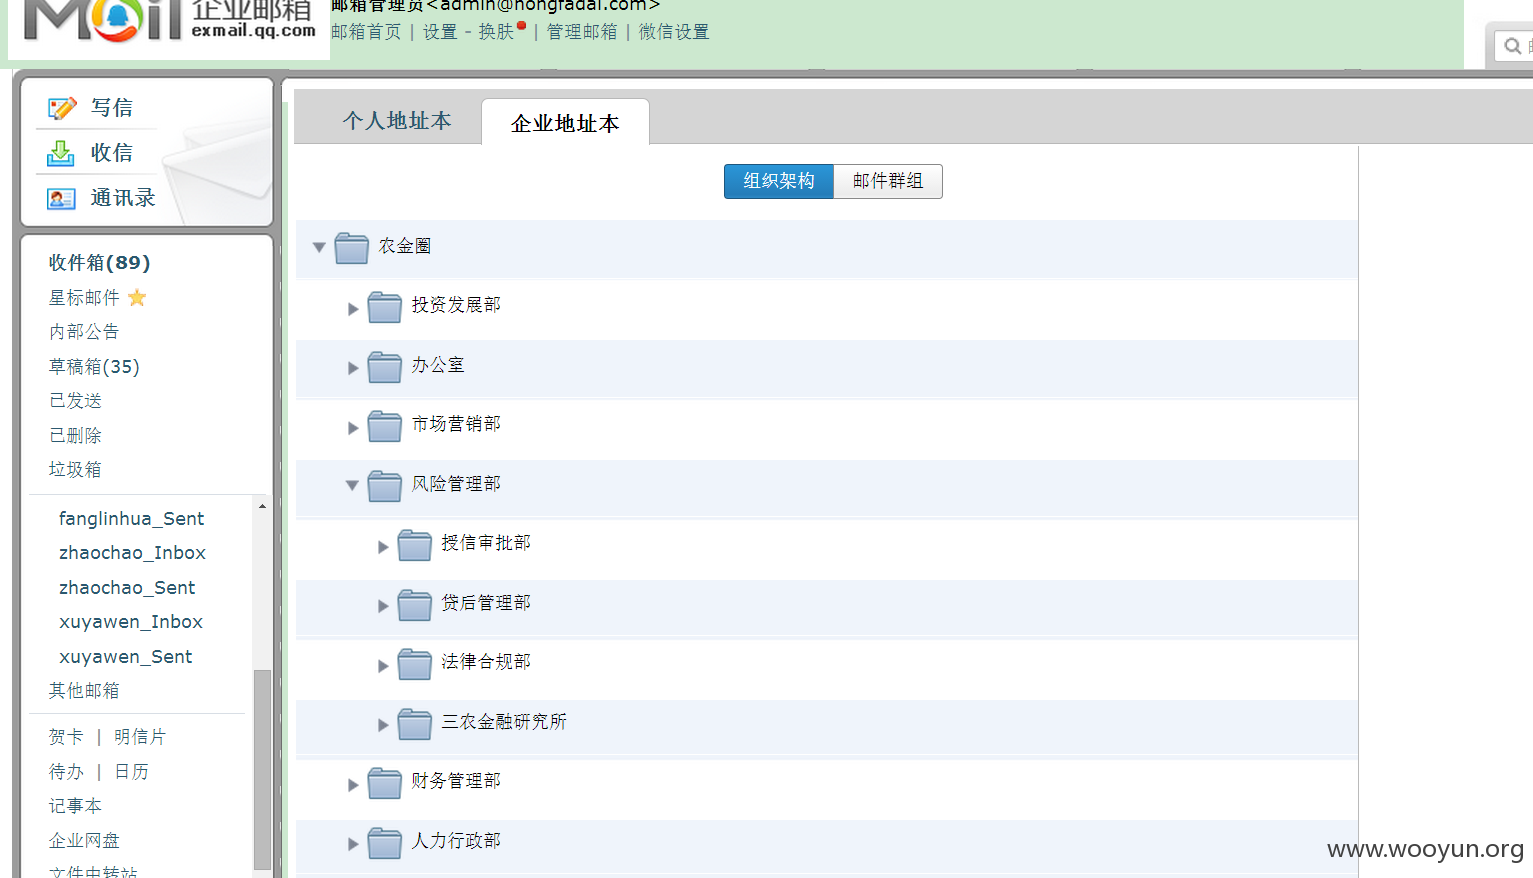 Mail 企业邮箱
exmail.qq.com
邮箱管理员<admin@hongfadai.com>
邮箱首页 | 设置 - 换肤 | 管理邮箱 | 微信设置
写信
收信
通讯录
收件箱(89)
星标邮件
内部公告
草稿箱(35)
已发送
已删除
垃圾箱
fanglinhua_Sent
zhaochao_Inbox
zhaochao_Sent
xuyawen_Inbox
xuyawen_Sent
其他邮箱
贺卡 | 明信片
待办 | 日历
记事本
企业网盘
文件中转站
个人地址本
企业地址本
组织架构
邮件群组
农金圈
投资发展部
办公室
市场营销部
风险管理部
授信审批部
贷后管理部
法律合规部
三农金融研究所
财务管理部
人力行政部
www.wooyun.org